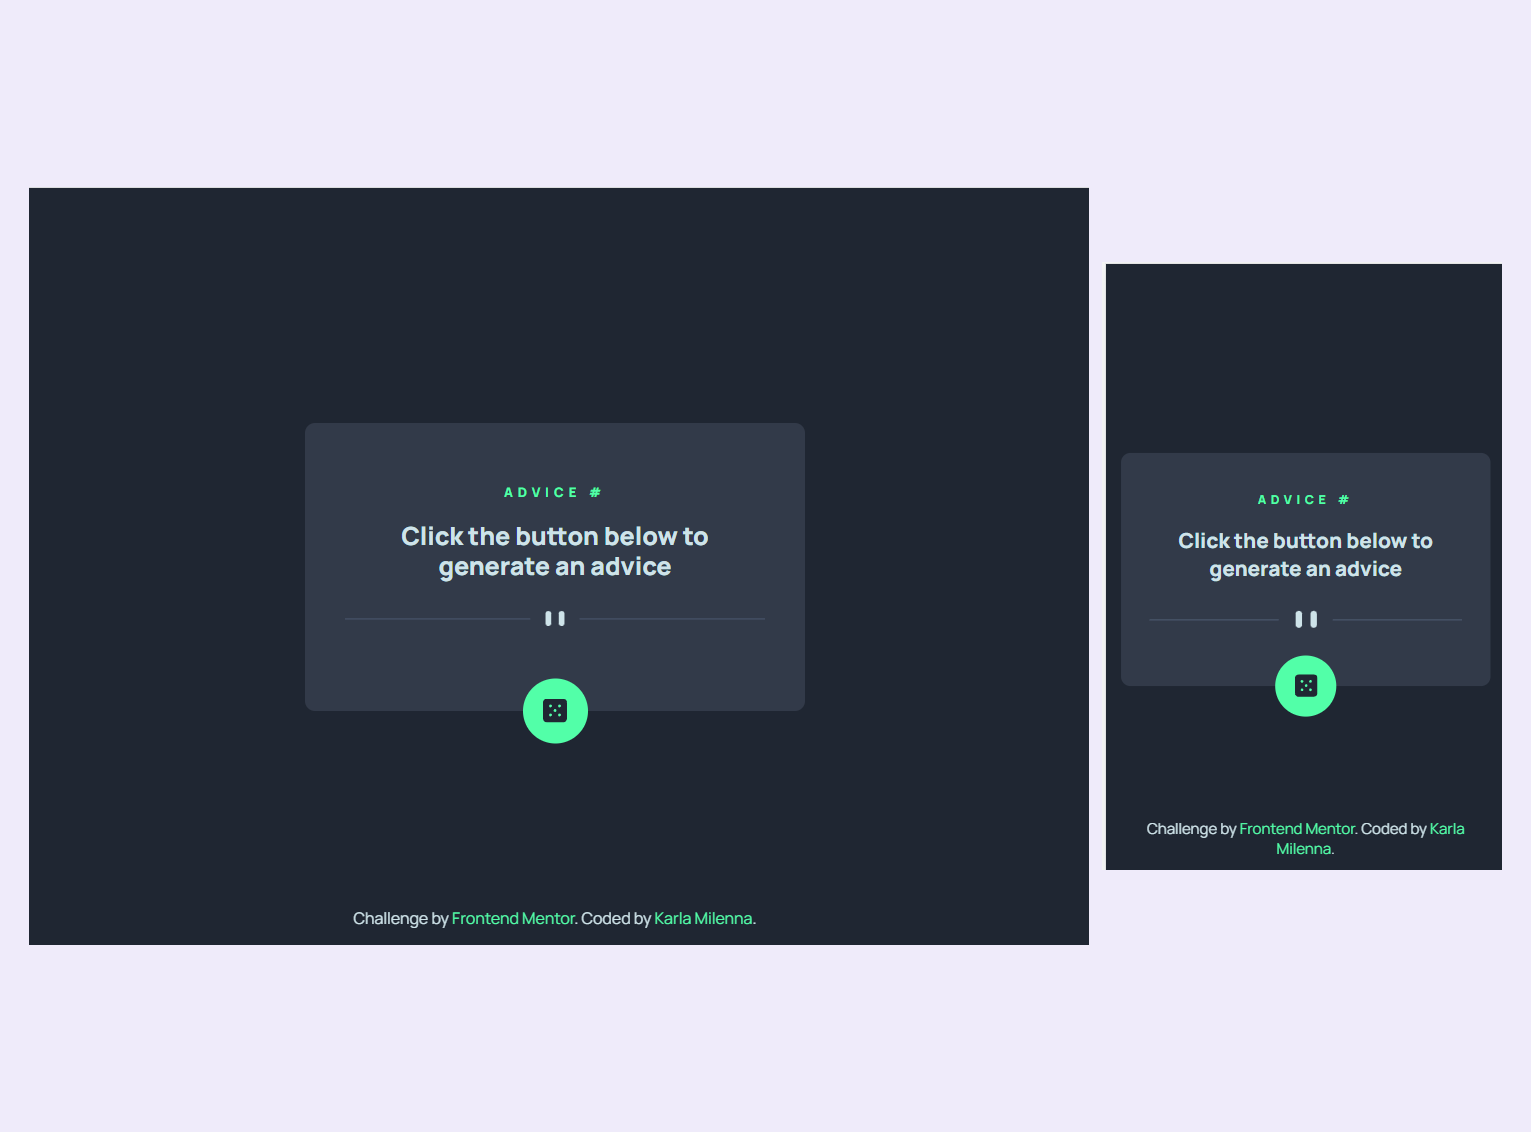 ADVICE #
Click the button below to
generate an advice
Challenge by Frontend Mentor. Coded by Karla Milenna.
ADVICE #
Click the button below to
generate an advice
Challenge by Frontend Mentor. Coded by Karla
Milenna.